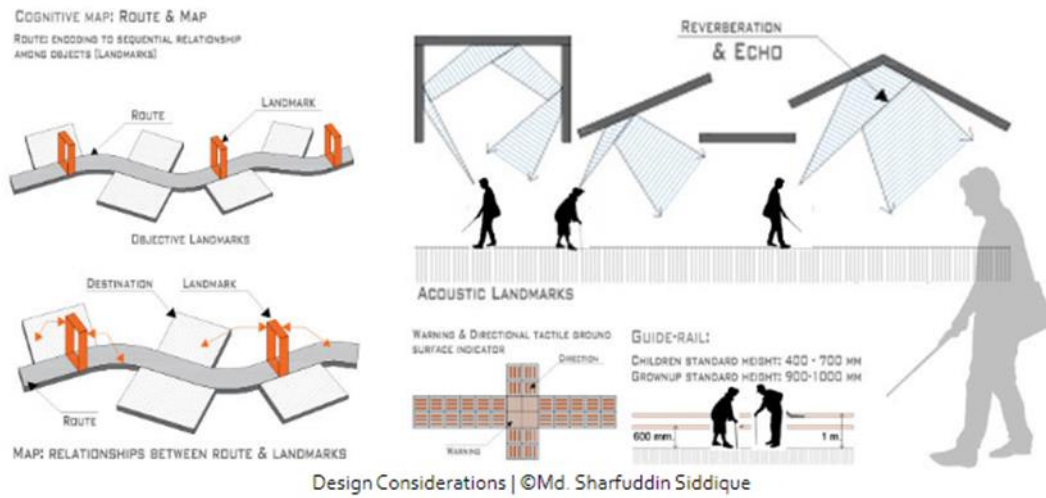 COGNITIVE MAP: ROUTE & MAP
ROUTE: ENCODING TO SEQUENTIAL RELATIONSHIP
AMONG OBJECTS (LANDMARKS)
ROUTE
LANDMARK
OBJECTIVE LANDMARKS
DESTINATION
LANDMARK
ROUTE
MAP: RELATIONSHIPS BETWEEN ROUTE & LANDMARKS
REVERBERATION
& ECHO
ACOUSTIC LANDMARKS
WARNING & DIRECTIONAL TACTILE GROUND
SURFACE INDICATOR
DIRECTION
WARNING
GUIDE-RAIL:
CHILDREN STANDARD HEIGHT: 400 - 700 MM
GROWNUP STANDARD HEIGHT: 900-1000 MM
600 mm.
1 m.
Design Considerations | ©Md. Sharfuddin Siddique